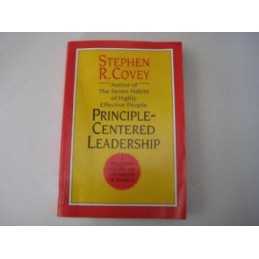 STEPHEN
R. COVEY
Author of
The Seven Habits
of Highly
Effective People
PRINCIPLE-
CENTERED
LEADERSHIP